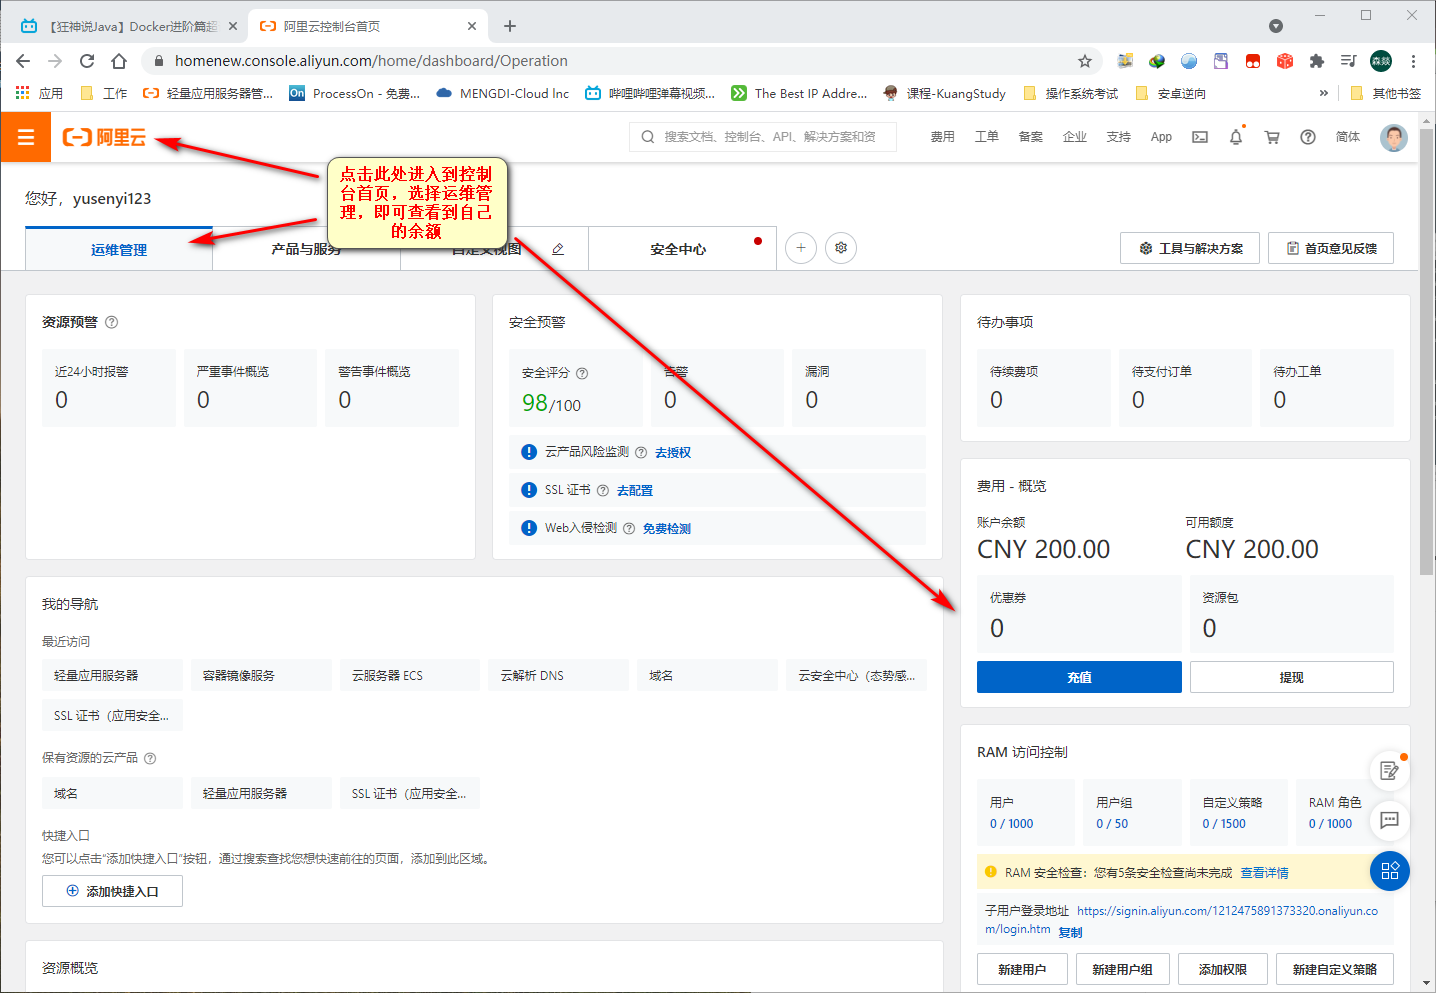 【狂神说Java】Docker进阶篇超
阿里云控制台首页
homenew.console.aliyun.com/home/dashboard/Operation
应用
工作
轻量应用服务器管...
ProcessOn - 免费...
MENGDI-Cloud lnc
哔哩哔哩弹幕视频...
The Best IP Addre...
课程-KuangStudy
操作系统考试
安卓逆向
»
其他书签
阿里云
搜索文档、控制台、API、解决方案和资
费用
工单
备案
企业
支持
App
简体
点击此处进入到控制
台首页，选择运维管
理，即可查看到自己
的余额
您好，yusenyi123
运维管理
产品与服务
自定义视图
安全中心
工具与解决方案
首页意见反馈
资源预警
近24小时报警
0
严重事件概览
0
警告事件概览
0
安全预警
安全评分
98/100
告警
0
漏洞
0
云产品风险监测 去授权
SSL 证书 去配置
Web入侵检测 免费检测
待办事项
待续费项
0
待支付订单
0
待办工单
0
费用 - 概览
账户余额
CNY 200.00
可用额度
CNY 200.00
优惠券
0
资源包
0
充值
提现
我的导航
最近访问
轻量应用服务器
容器镜像服务
云服务器 ECS
云解析 DNS
域名
云安全中心（态势感...
SSL 证书（应用安全...
保有资源的云产品
域名
轻量应用服务器
SSL 证书（应用安全...
快捷入口
您可以点击“添加快捷入口”按钮，通过搜索查找您想快速前往的页面，添加到此区域。
添加快捷入口
资源概览
RAM 访问控制
用户
0 / 1000
用户组
0 / 50
自定义策略
0 / 1500
RAM 角色
0 / 1000
RAM 安全检查：您有5条安全检查尚未完成 查看详情
子用户登录地址 https://signin.aliyun.com/1212475891373320.onaliyun.co
m/login.htm 复制
新建用户
新建用户组
添加权限
新建自定义策略